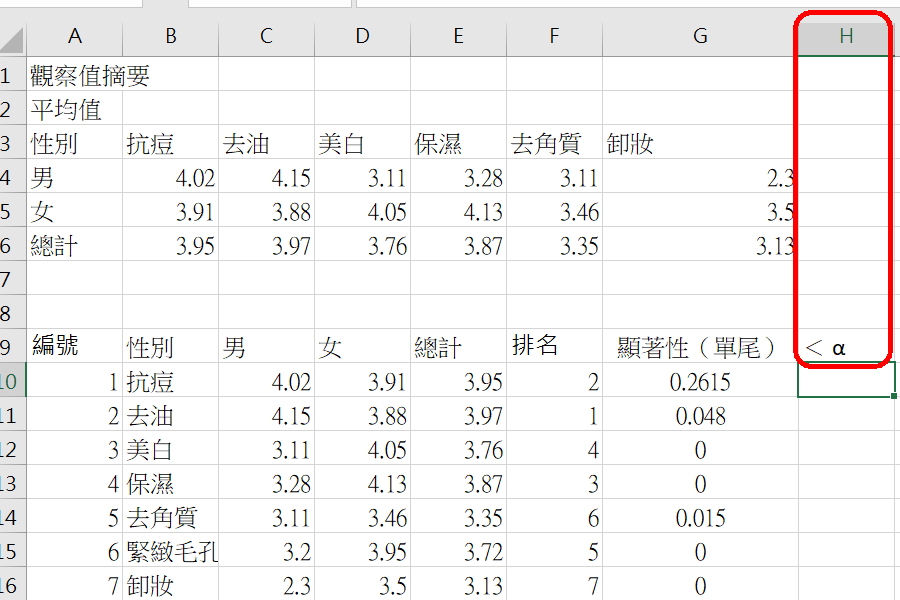 A B C D E F G H
1 觀察值摘要
2 平均值
3 性別 抗痘 去油 美白 保濕 去角質 卸妝
4 男 4.02 4.15 3.11 3.28 3.11 2.3
5 女 3.91 3.88 4.05 4.13 3.46 3.5
6 總計 3.95 3.97 3.76 3.87 3.35 3.13
7
8
9 編號 性別 男 女 總計 排名 顯著性（單尾） < α
10 1 抗痘 4.02 3.91 3.95 2 0.2615
11 2 去油 4.15 3.88 3.97 1 0.048
12 3 美白 3.11 4.05 3.76 4 0
13 4 保濕 3.28 4.13 3.87 3 0
14 5 去角質 3.11 3.46 3.35 6 0.015
15 6 緊緻毛孔 3.2 3.95 3.72 5 0
16 7 卸妝 2.3 3.5 3.13 7 0